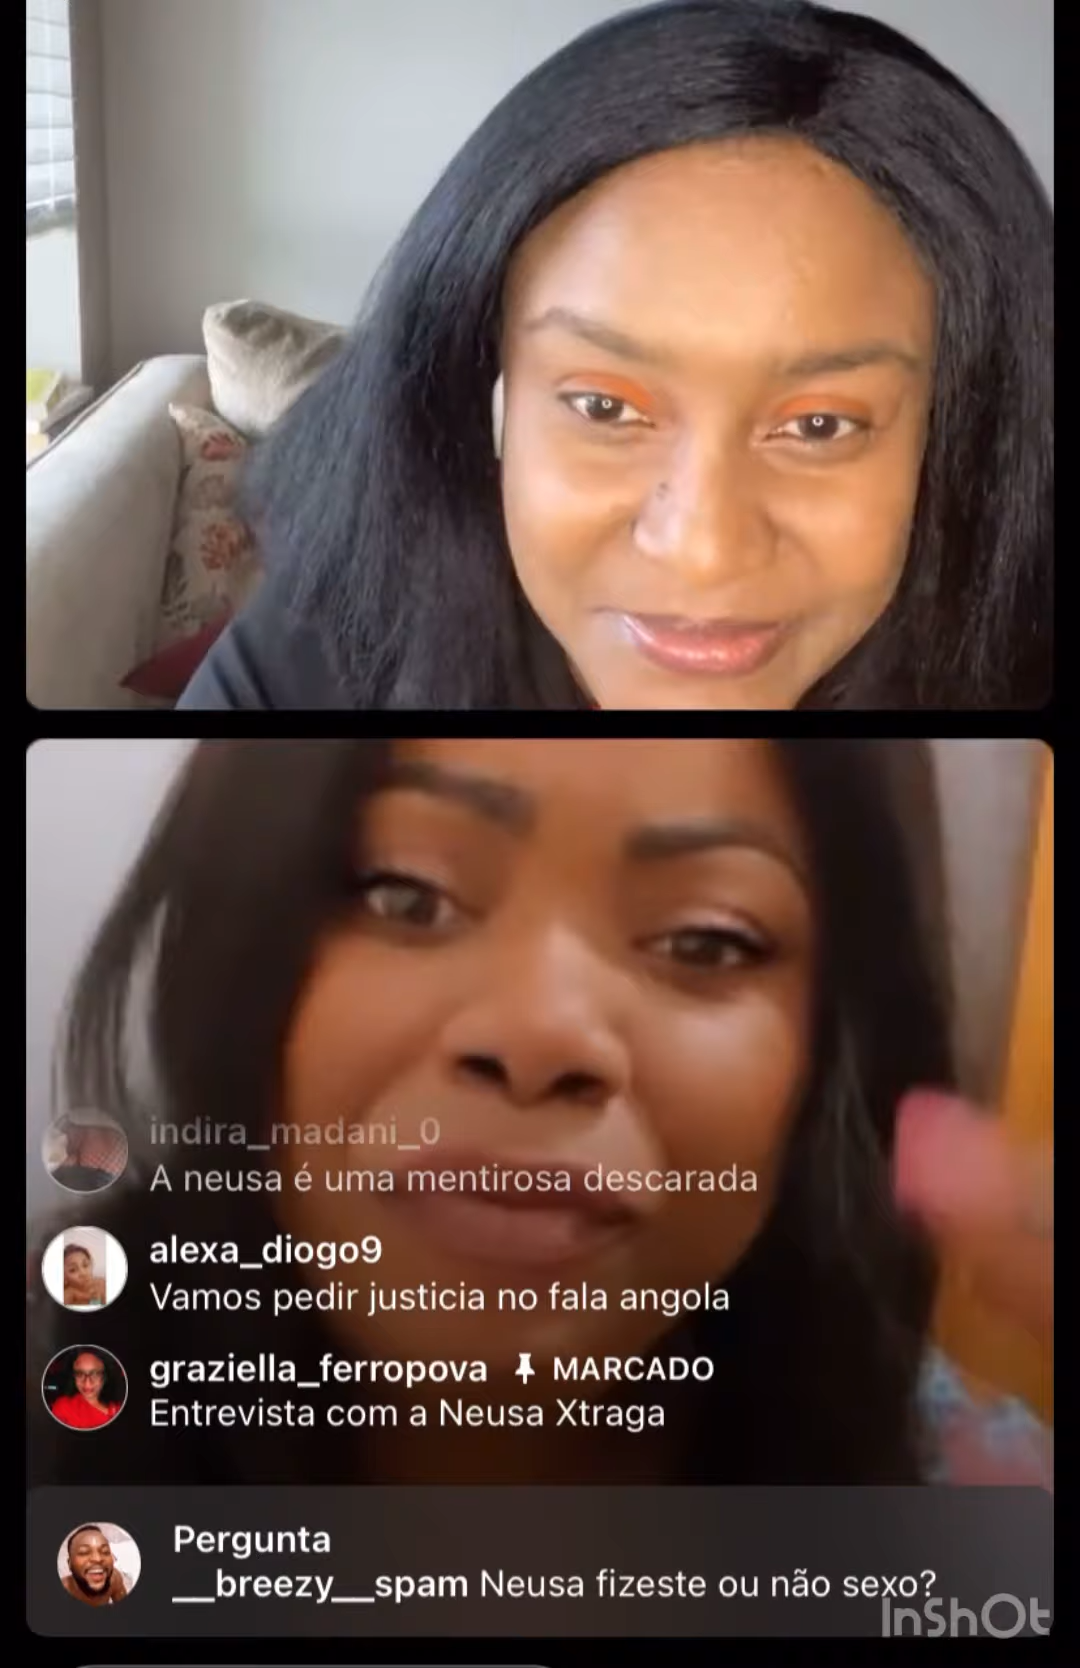 indira_madani_0
A neusa é uma mentirosa descarada
alexa_diogo9
Vamos pedir justicia no fala angola
graziella_ferropova MARCADO
Entrevista com a Neusa Xtraga
Pergunta
__breezy__spam Neusa fizeste ou não sexo?
InShOt